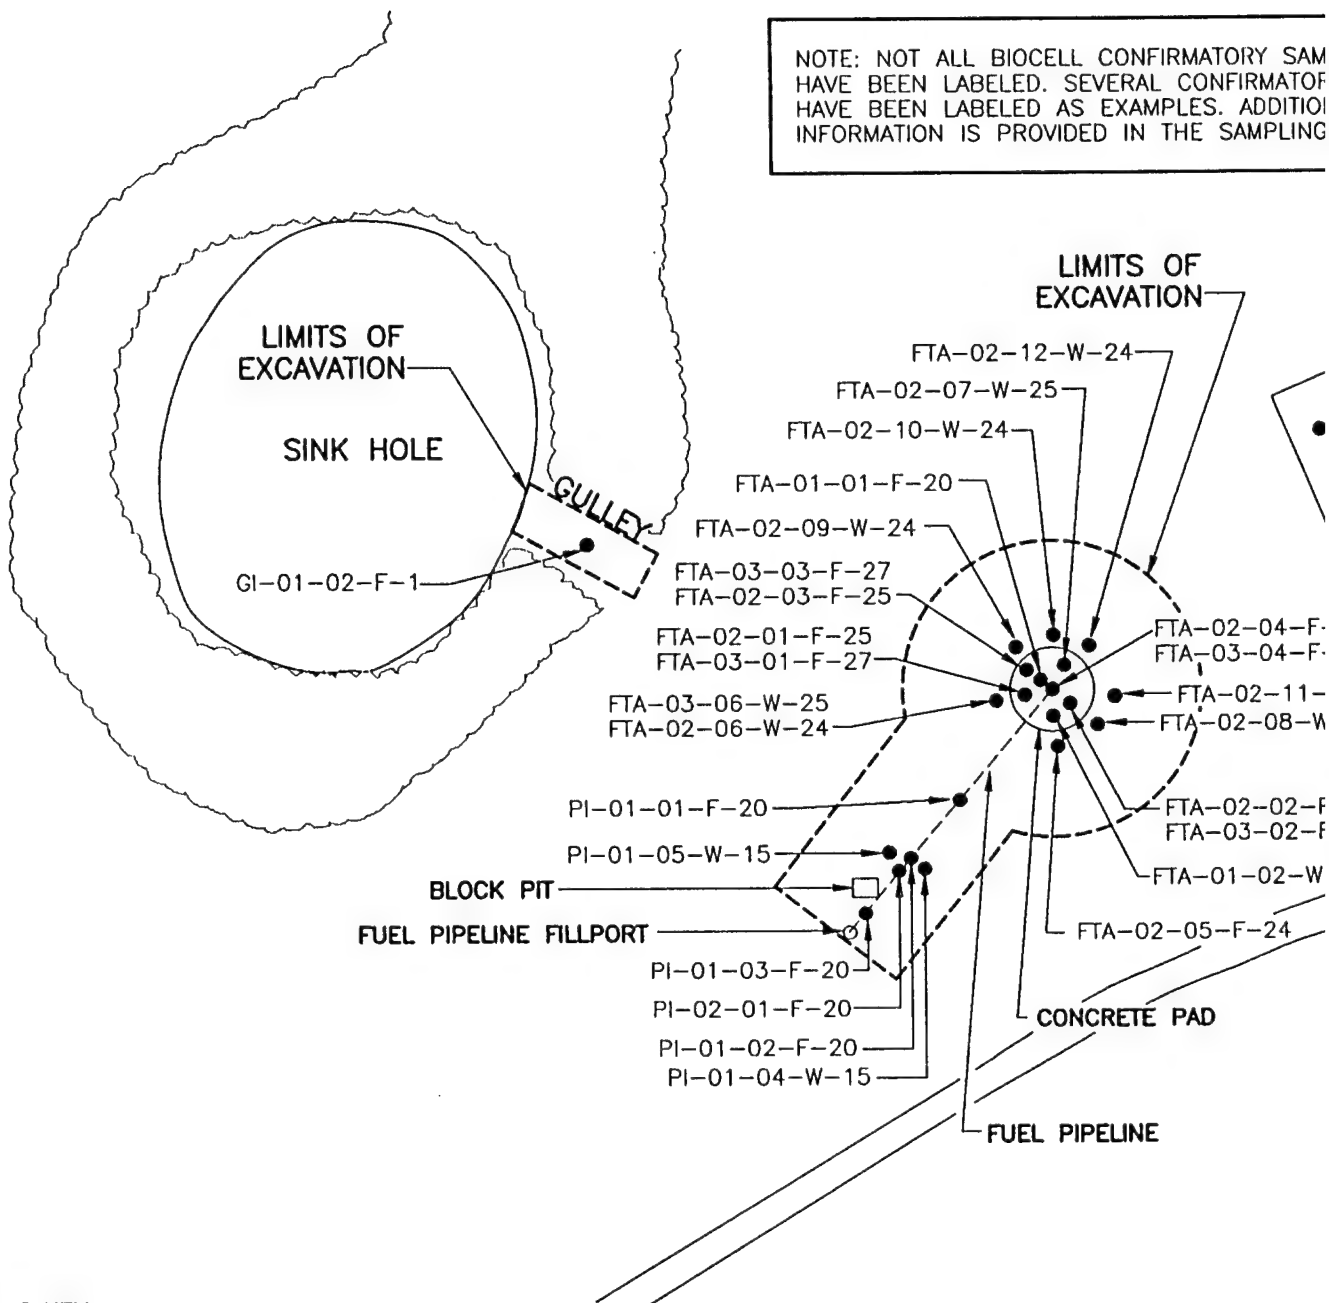 NOTE: NOT ALL BIOCELL CONFIRMATORY SAM
HAVE BEEN LABELED. SEVERAL CONFIRMATOR
HAVE BEEN LABELED AS EXAMPLES. ADDITIO
INFORMATION IS PROVIDED IN THE SAMPLING
LIMITS OF
EXCAVATION
LIMITS OF
EXCAVATION
SINK HOLE
GULLEY
GI-01-02-F-1
FTA-02-12-W-24
FTA-02-07-W-25
FTA-02-10-W-24
FTA-01-01-F-20
FTA-02-09-W-24
FTA-03-03-F-27
FTA-02-03-F-25
FTA-02-01-F-25
FTA-03-01-F-27
FTA-03-06-W-25
FTA-02-06-W-24
FTA-02-04-F-
FTA-03-04-F-
FTA-02-11-
FTA-02-08-W
PI-01-01-F-20
PI-01-05-W-15
BLOCK PIT
FUEL PIPELINE FILLPORT
FTA-02-02-F
FTA-03-02-F
FTA-01-02-W
FTA-02-05-F-24
PI-01-03-F-20
PI-02-01-F-20
PI-01-02-F-20
PI-01-04-W-15
CONCRETE PAD
FUEL PIPELINE